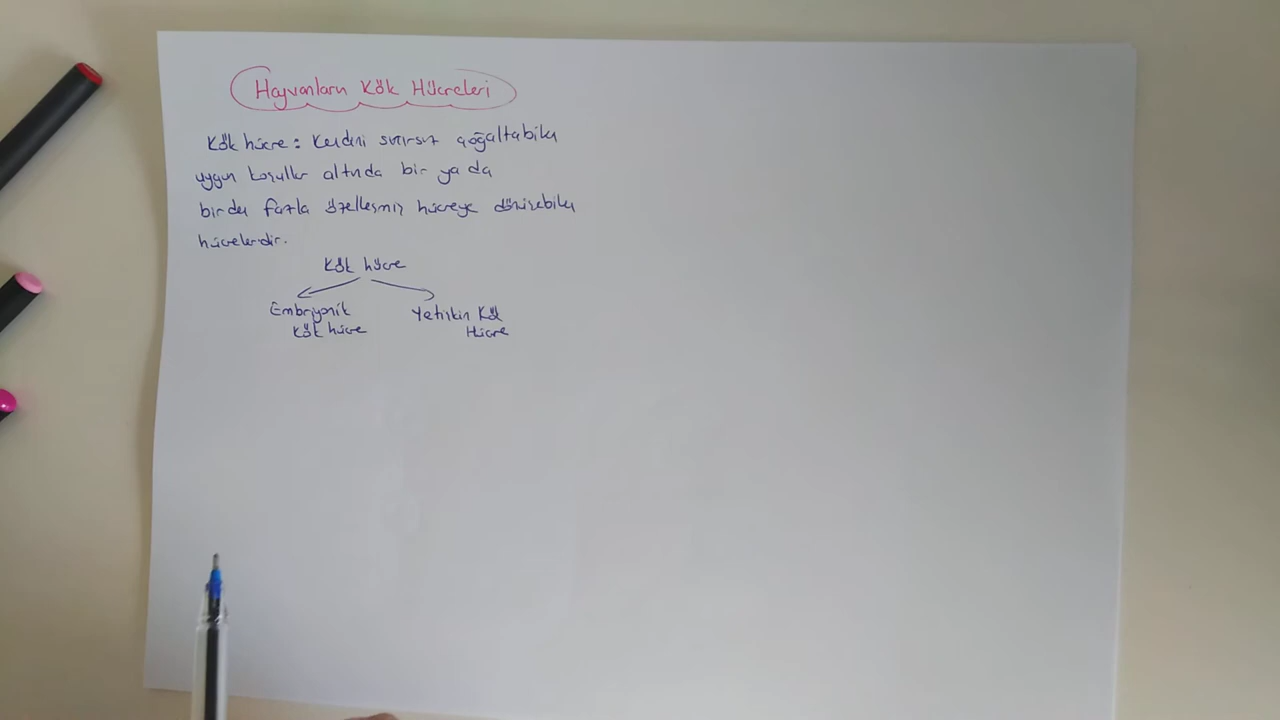 Hayvanların Kök Hücreleri
Kök hücre: Kendini sınırsız çoğaltabilen
uygun koşullar altında bir ya da
birden fazla özelleşmiş hücreye dönüşebilen
hücrelerdir.
Kök hücre
Embriyonik Yetişkin Kök
Kök hücre Hücre